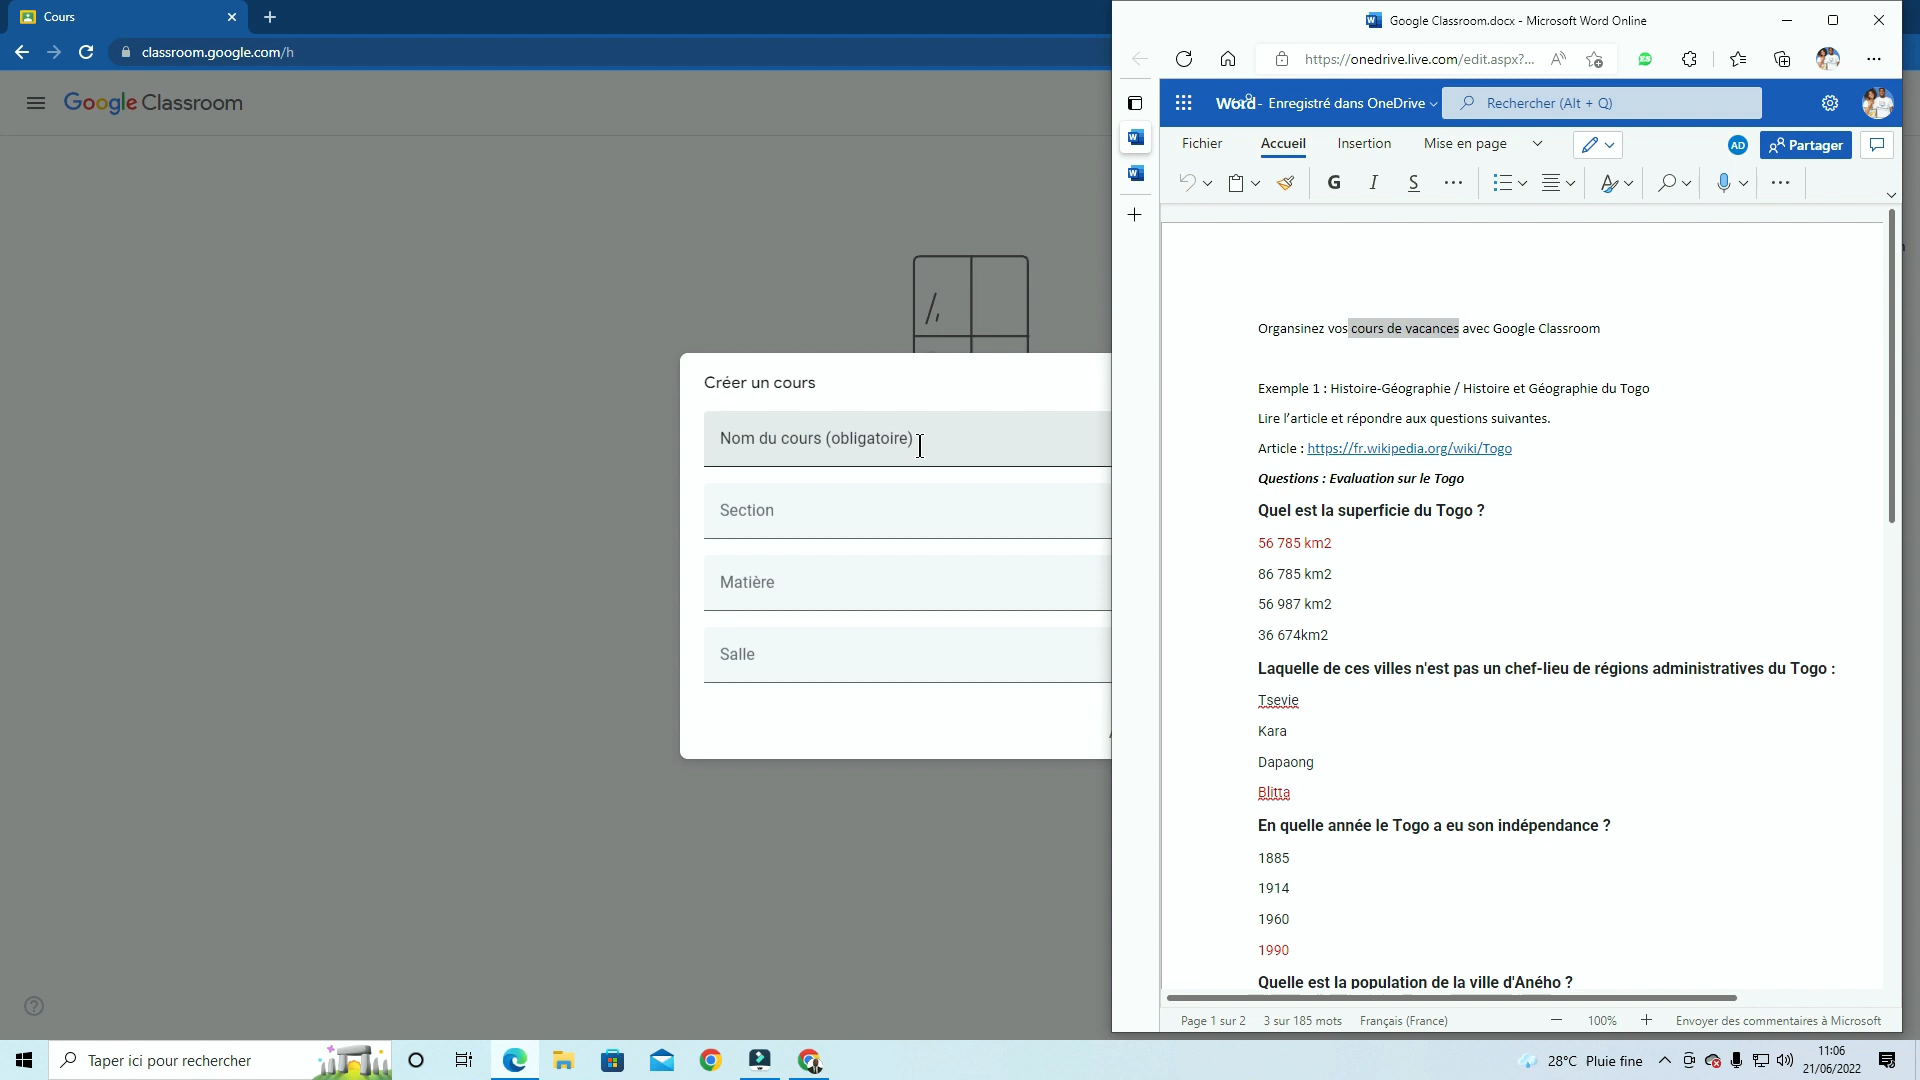 Cours
classroom.google.com/h
Google Classroom
Créer un cours
Nom du cours (obligatoire)
Section
Matière
Salle
Google Classroom.docx - Microsoft Word Online
https://onedrive.live.com/edit.aspx?...
Word - Enregistré dans OneDrive
Rechercher (Alt + Q)
Fichier Accueil Insertion Mise en page AD Partager
G I S
Organsinez vos cours de vacances avec Google Classroom
Exemple 1 : Histoire-Géographie / Histoire et Géographie du Togo
Lire l’article et répondre aux questions suivantes.
Article : https://fr.wikipedia.org/wiki/Togo
Questions : Evaluation sur le Togo
Quel est la superficie du Togo ?
56 785 km2
86 785 km2
56 987 km2
36 674km2
Laquelle de ces villes n'est pas un chef-lieu de régions administratives du Togo :
Tsevie
Kara
Dapaong
Blitta
En quelle année le Togo a eu son indépendance ?
1885
1914
1960
1990
Quelle est la population de la ville d'Aného ?
Page 1 sur 2 3 sur 185 mots Français (France) 100% Envoyer des commentaires à Microsoft
Taper ici pour rechercher
28°C Pluie fine
11:06
21/06/2022